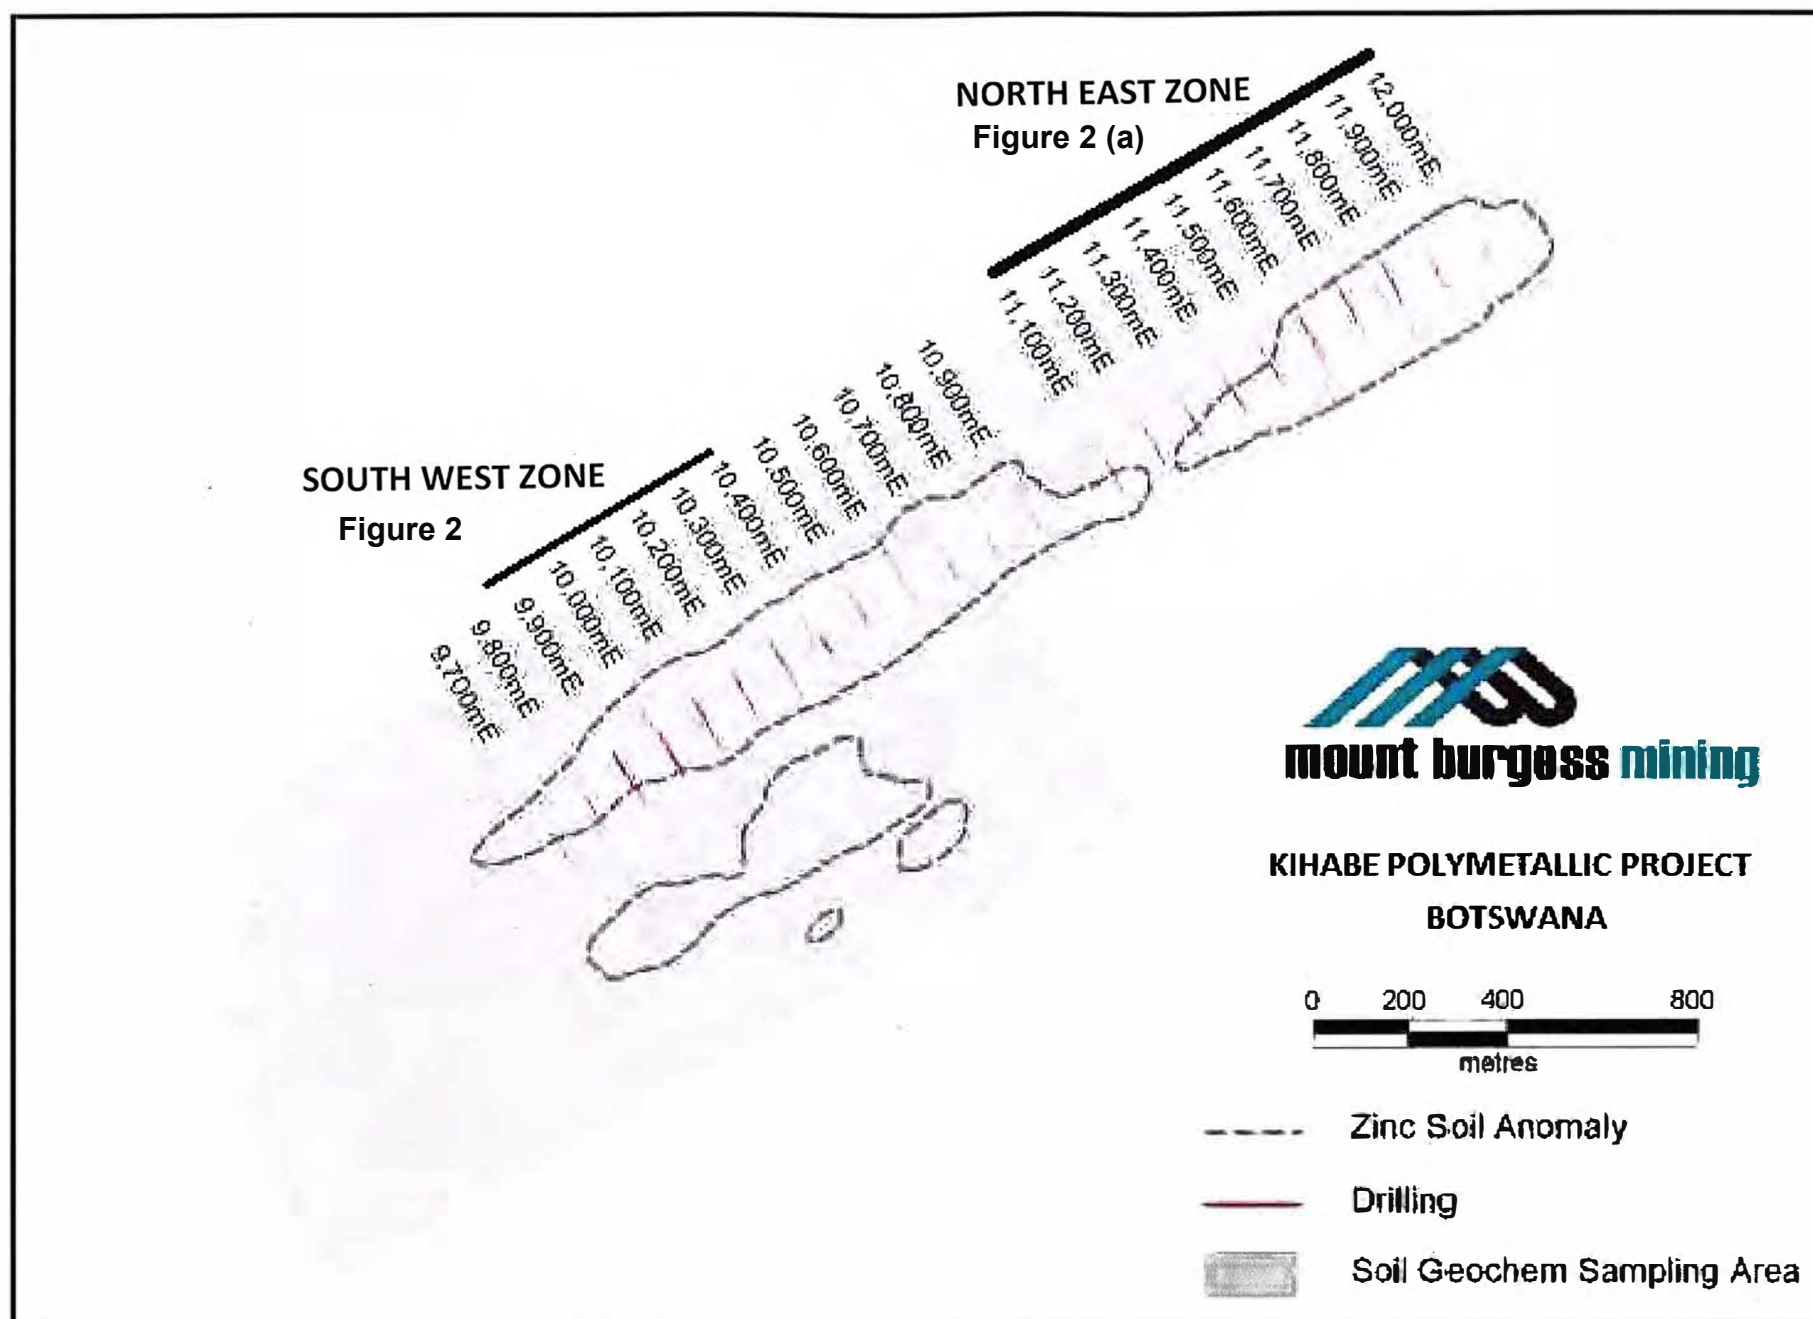 NORTH EAST ZONE
Figure 2 (a)
12,000mE
11,900mE
11,800mE
11,700mE
11,600mE
11,500mE
11,400mE
11,300mE
11,200mE
11,100mE
10,900mE
10,800mE
10,700mE
10,600mE
10,500mE
10,400mE
10,300mE
10,200mE
10,100mE
10,000mE
9,900mE
9,800mE
9,700mE
SOUTH WEST ZONE
Figure 2
mount burgess mining
KIHABE POLYMETALLIC PROJECT
BOTSWANA
0 200 400 800
metres
Zinc Soil Anomaly
Drilling
Soil Geochem Sampling Area